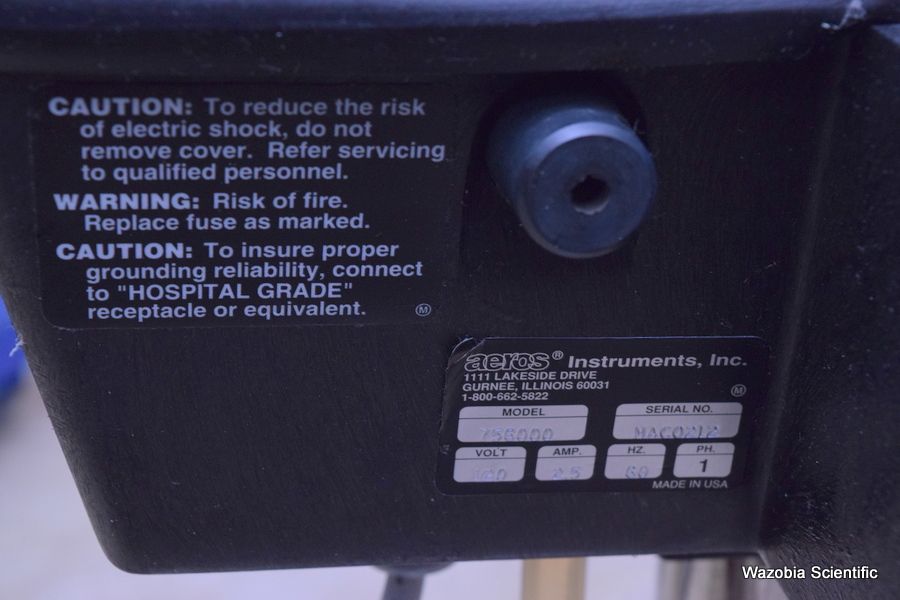 CAUTION: To reduce the risk
of electric shock, do not
remove cover. Refer servicing
to qualified personnel.
WARNING: Risk of fire.
Replace fuse as marked.
CAUTION: To insure proper
grounding reliability, connect
to "HOSPITAL GRADE"
receptacle or equivalent.
M
aeros® Instruments, Inc.
1111 LAKESIDE DRIVE
GURNEE, ILLINOIS 60031
1-800-662-5822
M
MODEL
SERIAL NO.
VOLT
AMP.
2.5
HZ.
60
PH.
1
MADE IN USA
Wazobia Scientific